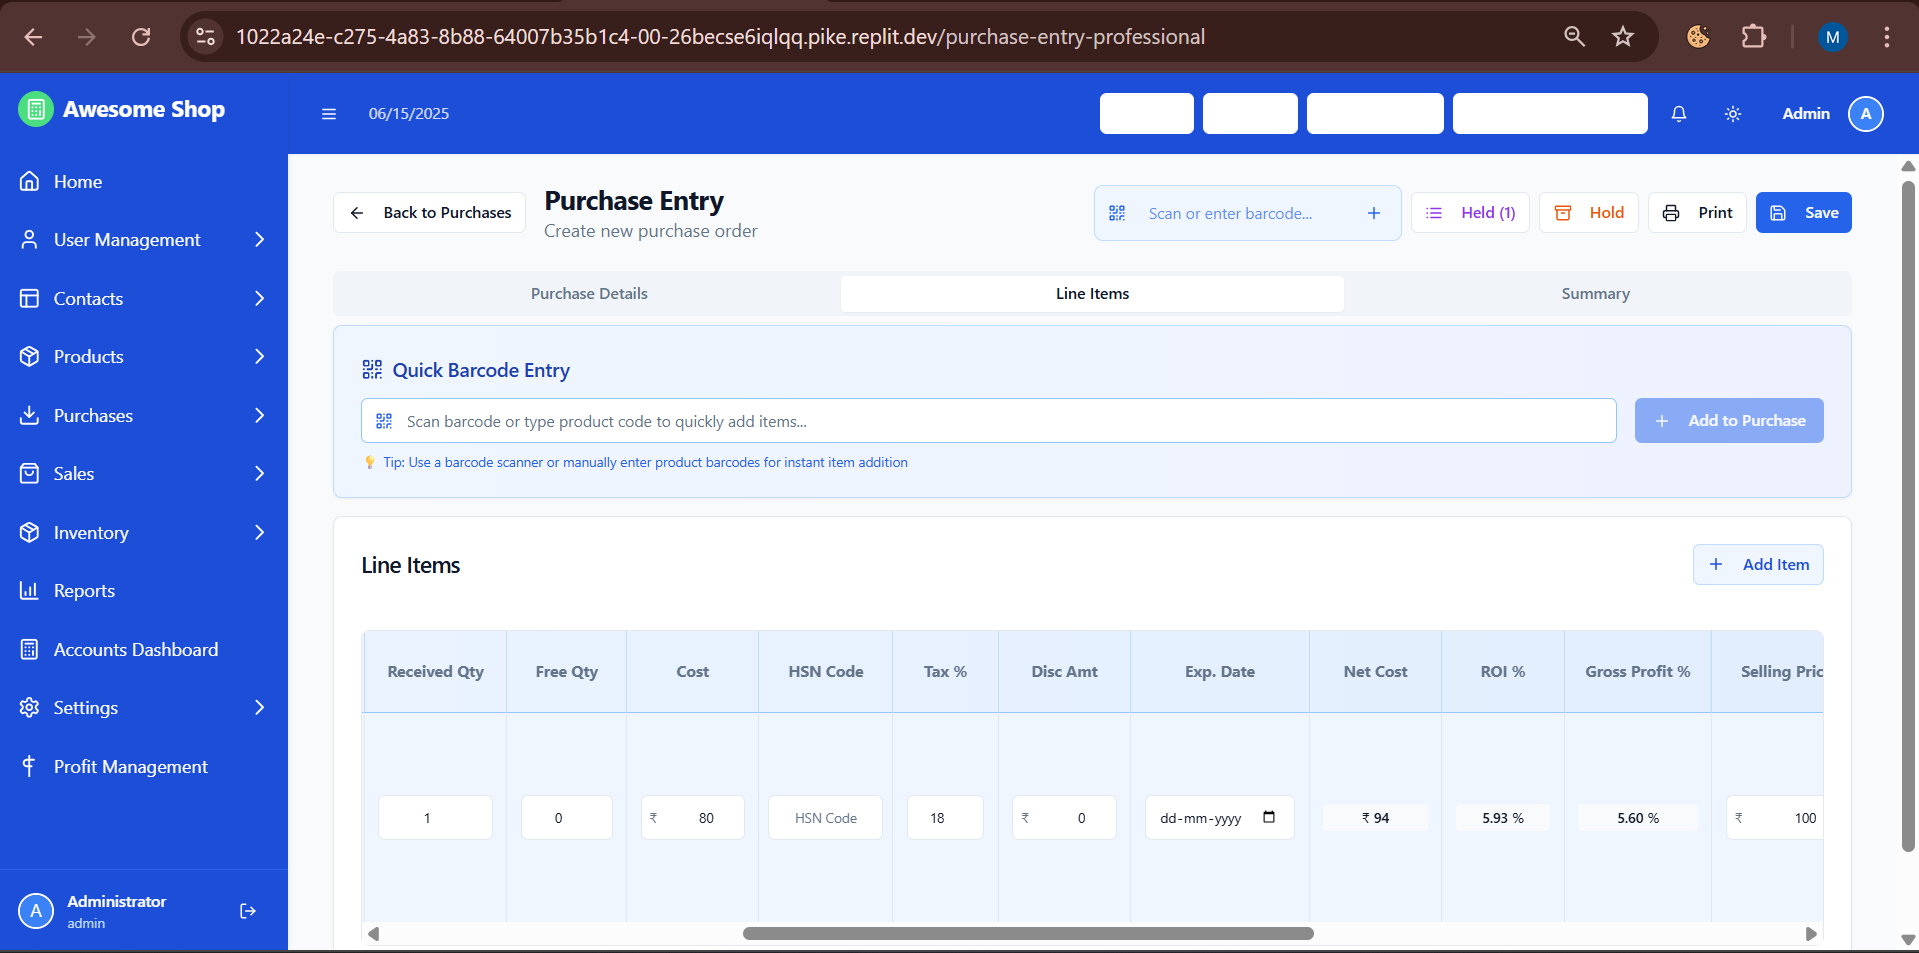 1022a24e-c275-4a83-8b88-64007b35b1c4-00-26becse6iqlqq.pike.replit.dev/purchase-entry-professional
M
Awesome Shop
06/15/2025
Admin
A
Home
User Management
Contacts
Products
Purchases
Sales
Inventory
Reports
Accounts Dashboard
Settings
Profit Management
A
Administrator
admin
Back to Purchases
Purchase Entry
Create new purchase order
Scan or enter barcode...
Held (1)
Hold
Print
Save
Purchase Details
Line Items
Summary
Quick Barcode Entry
Scan barcode or type product code to quickly add items...
Add to Purchase
Tip: Use a barcode scanner or manually enter product barcodes for instant item addition
Line Items
Add Item
Received Qty Free Qty Cost HSN Code Tax % Disc Amt Exp. Date Net Cost ROI % Gross Profit % Selling Pric
1 0 ₹ 80 HSN Code 18 ₹ 0 dd-mm-yyyy ₹ 94 5.93 % 5.60 % ₹ 100